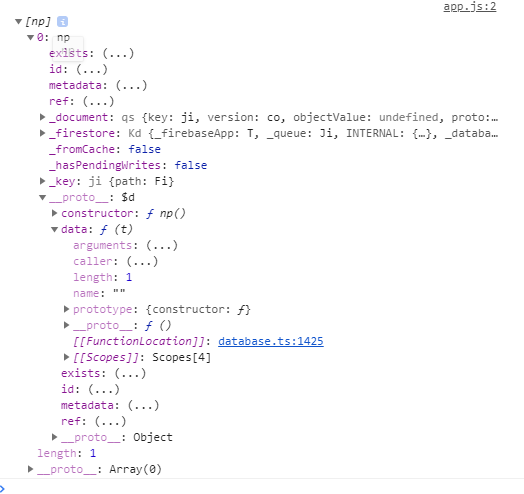 app.js:2
▼[np] i
▼0: np
exists: (...)
id: (...)
metadata: (...)
ref: (...)
▶_document: qs {key: ji, version: co, objectValue: undefined, proto:…
▶_firestore: Kd {_firebaseApp: T, _queue: Ji, INTERNAL: {…}, _databa…
_fromCache: false
_hasPendingWrites: false
▶_key: ji {path: Fi}
▼__proto__: $d
▶constructor: ƒ np()
▼data: ƒ (t)
arguments: (...)
caller: (...)
length: 1
name: ""
▶prototype: {constructor: ƒ}
▶__proto__: ƒ ()
[[FunctionLocation]]: database.ts:1425
▶[[Scopes]]: Scopes[4]
exists: (...)
id: (...)
metadata: (...)
ref: (...)
▶__proto__: Object
length: 1
▶__proto__: Array(0)
>